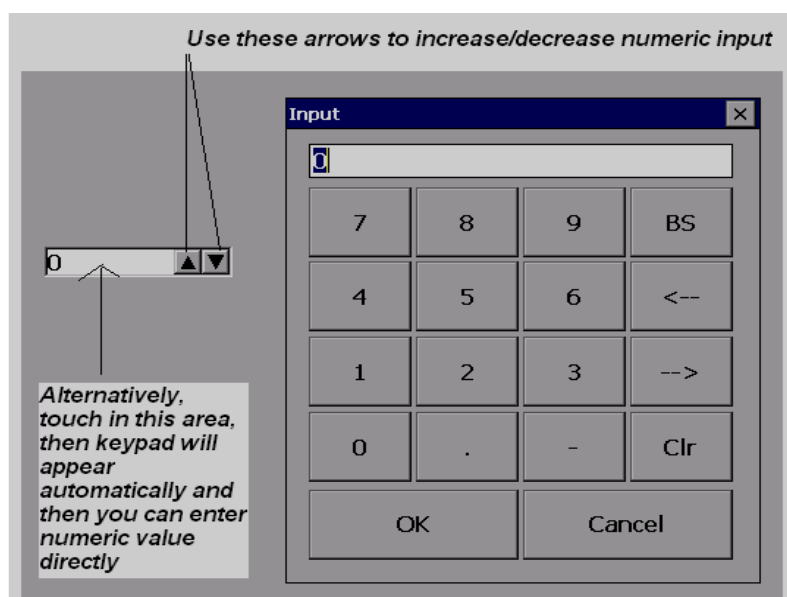 Use these arrows to increase/decrease numeric input
Input
0
7 8 9 BS
0
4 5 6 <--
1 2 3 -->
Alternatively,
touch in this area,
then keypad will
appear
automatically and
then you can enter
numeric value
directly
0 . - Clr
OK Cancel